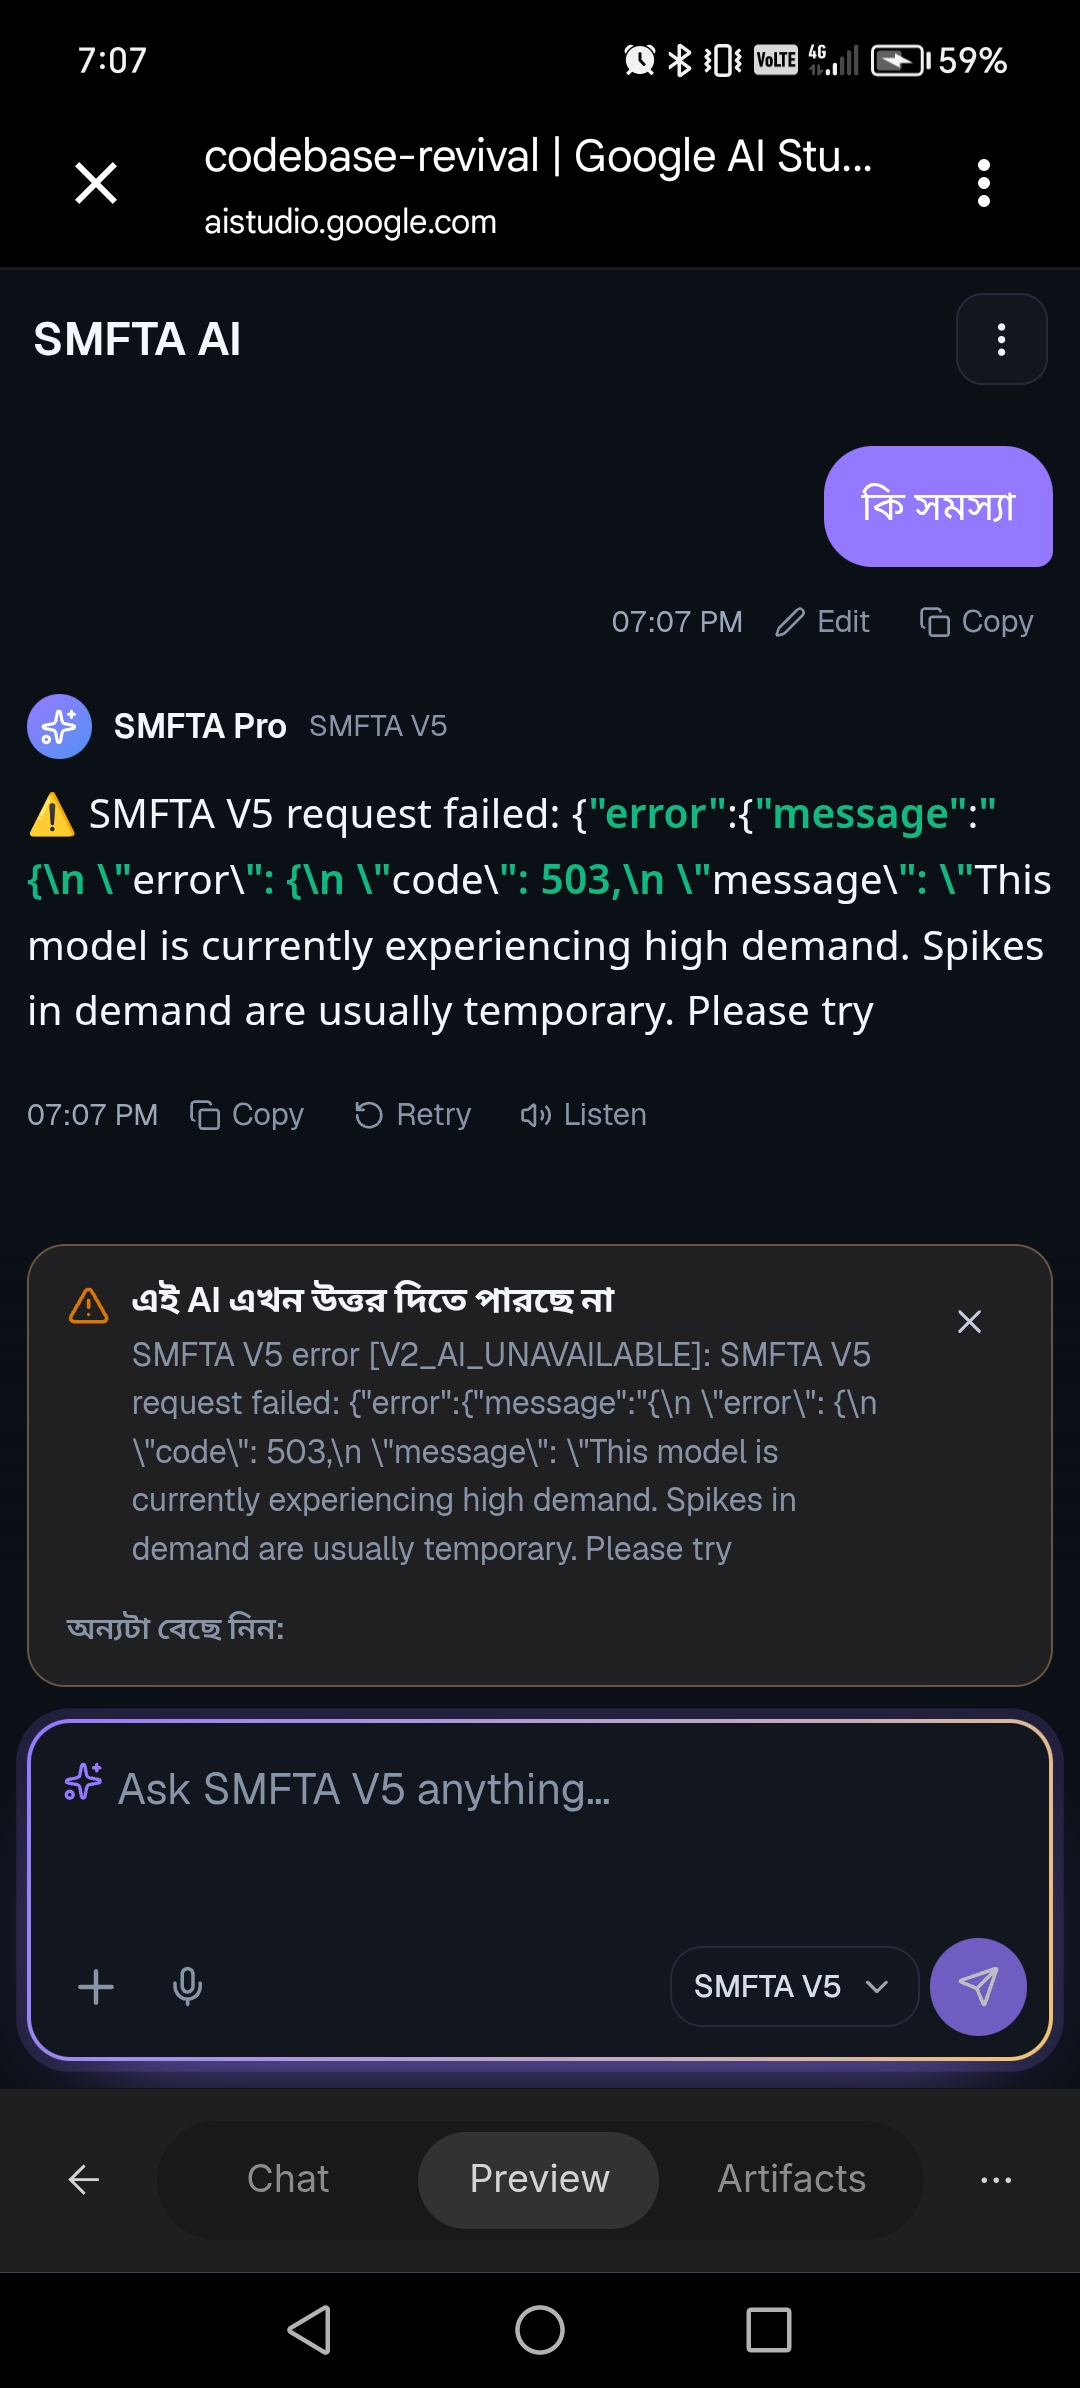 7:07
VoLTE 4G 59%
codebase-revival | Google AI Stu...
aistudio.google.com
SMFTA AI
কি সমস্যা
07:07 PM Edit Copy
SMFTA Pro SMFTA V5
⚠️ SMFTA V5 request failed: {"error":{"message":"
{\n \"error\": {\n \"code\": 503,\n \"message\": \"This
model is currently experiencing high demand. Spikes
in demand are usually temporary. Please try
07:07 PM Copy Retry Listen
এই AI এখন উত্তর দিতে পারছে না
SMFTA V5 error [V2_AI_UNAVAILABLE]: SMFTA V5
request failed: {"error":{"message":"{\n \"error\": {\n
\"code\": 503,\n \"message\": \"This model is
currently experiencing high demand. Spikes in
demand are usually temporary. Please try
অন্যটা বেছে নিন:
Ask SMFTA V5 anything...
SMFTA V5
Chat Preview Artifacts